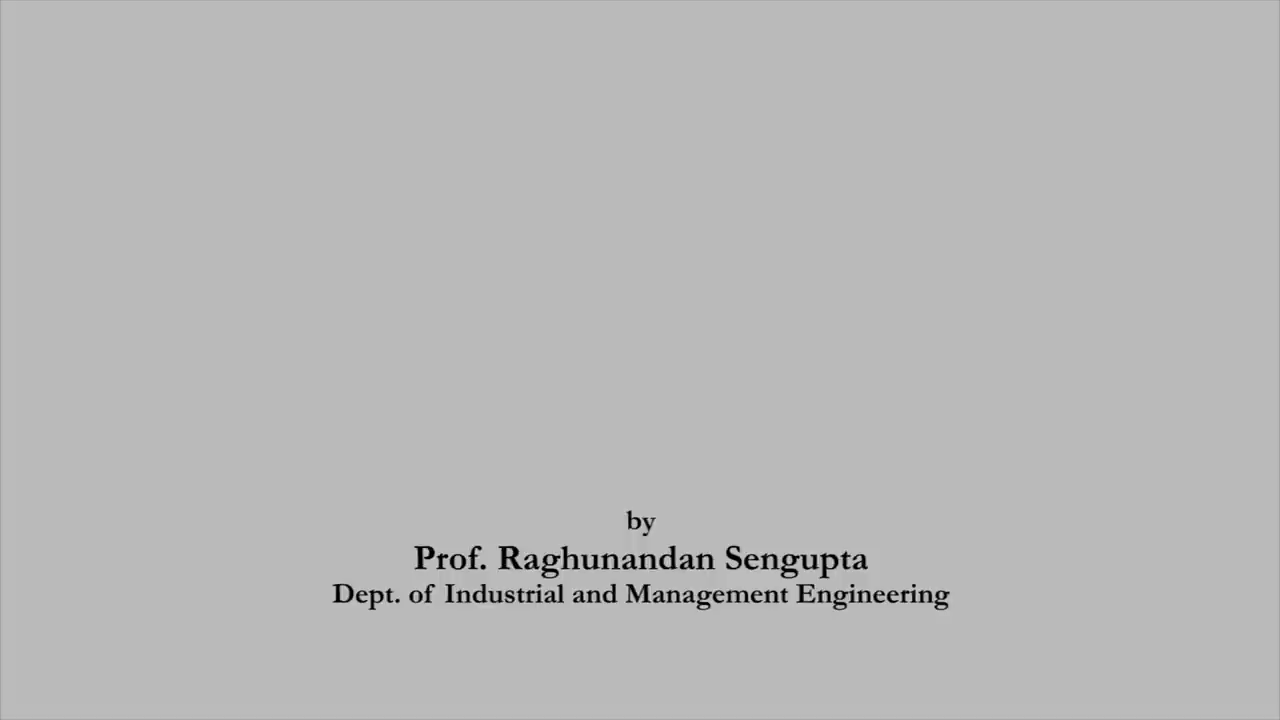 by
Prof. Raghunandan Sengupta
Dept. of Industrial and Management Engineering